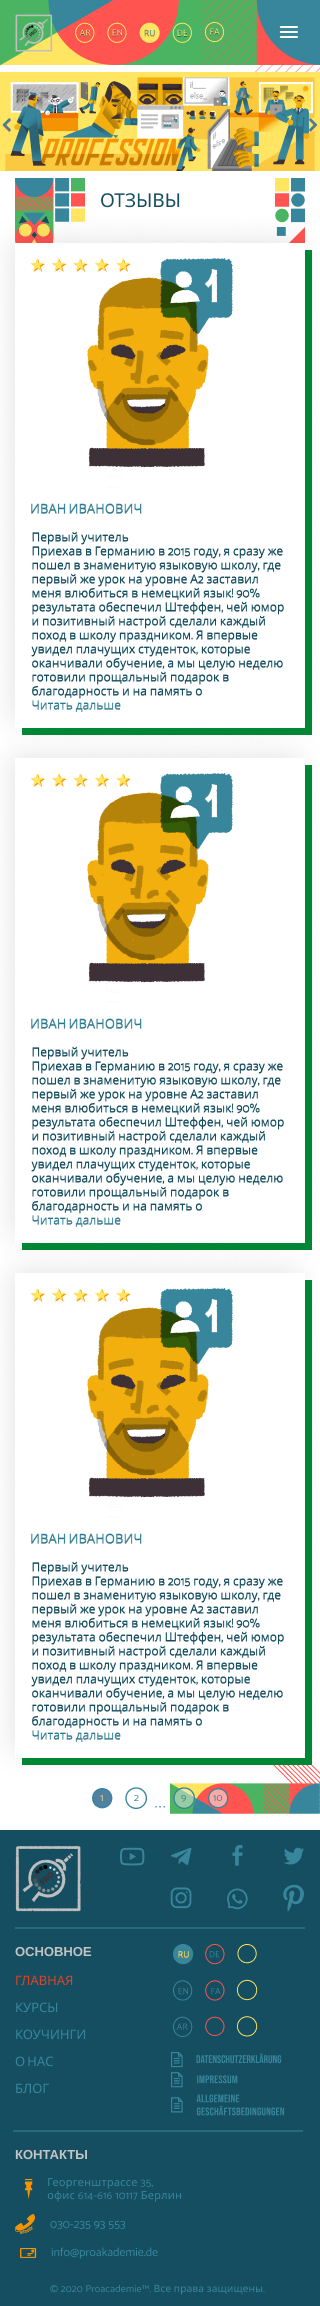 AR EN RU DE FA
PROFESSION
if
else
ОТЗЫВЫ
1
ИВАН ИВАНОВИЧ
Первый учитель
Приехав в Германию в 2015 году, я сразу же
пошел в знаменитую языковую школу, где
первый же урок на уровне А2 заставил
меня влюбиться в немецкий язык! 90%
результата обеспечил Штеффен, чей юмор
и позитивный настрой сделали каждый
поход в школу праздником. Я впервые
увидел плачущих студенток, которые
оканчивали обучение, а мы целую неделю
готовили прощальный подарок в
благодарность и на память о
Читать дальше
1
ИВАН ИВАНОВИЧ
Первый учитель
Приехав в Германию в 2015 году, я сразу же
пошел в знаменитую языковую школу, где
первый же урок на уровне А2 заставил
меня влюбиться в немецкий язык! 90%
результата обеспечил Штеффен, чей юмор
и позитивный настрой сделали каждый
поход в школу праздником. Я впервые
увидел плачущих студенток, которые
оканчивали обучение, а мы целую неделю
готовили прощальный подарок в
благодарность и на память о
Читать дальше
1
ИВАН ИВАНОВИЧ
Первый учитель
Приехав в Германию в 2015 году, я сразу же
пошел в знаменитую языковую школу, где
первый же урок на уровне А2 заставил
меня влюбиться в немецкий язык! 90%
результата обеспечил Штеффен, чей юмор
и позитивный настрой сделали каждый
поход в школу праздником. Я впервые
увидел плачущих студенток, которые
оканчивали обучение, а мы целую неделю
готовили прощальный подарок в
благодарность и на память о
Читать дальше
1 2 ... 9 10
ОСНОВНОЕ
ГЛАВНАЯ
КУРСЫ
КОУЧИНГИ
О НАС
БЛОГ
RU DE
EN FA
AR
DATENSCHUTZERKLÄRUNG
IMPRESSUM
ALLGEMEINE
GESCHÄFTSBEDINGUNGEN
КОНТАКТЫ
Георгенштрассе 35,
офис 614-616 10117 Берлин
030-235 93 553
info@proakademie.de
© 2020 Proacademie™. Все права защищены.